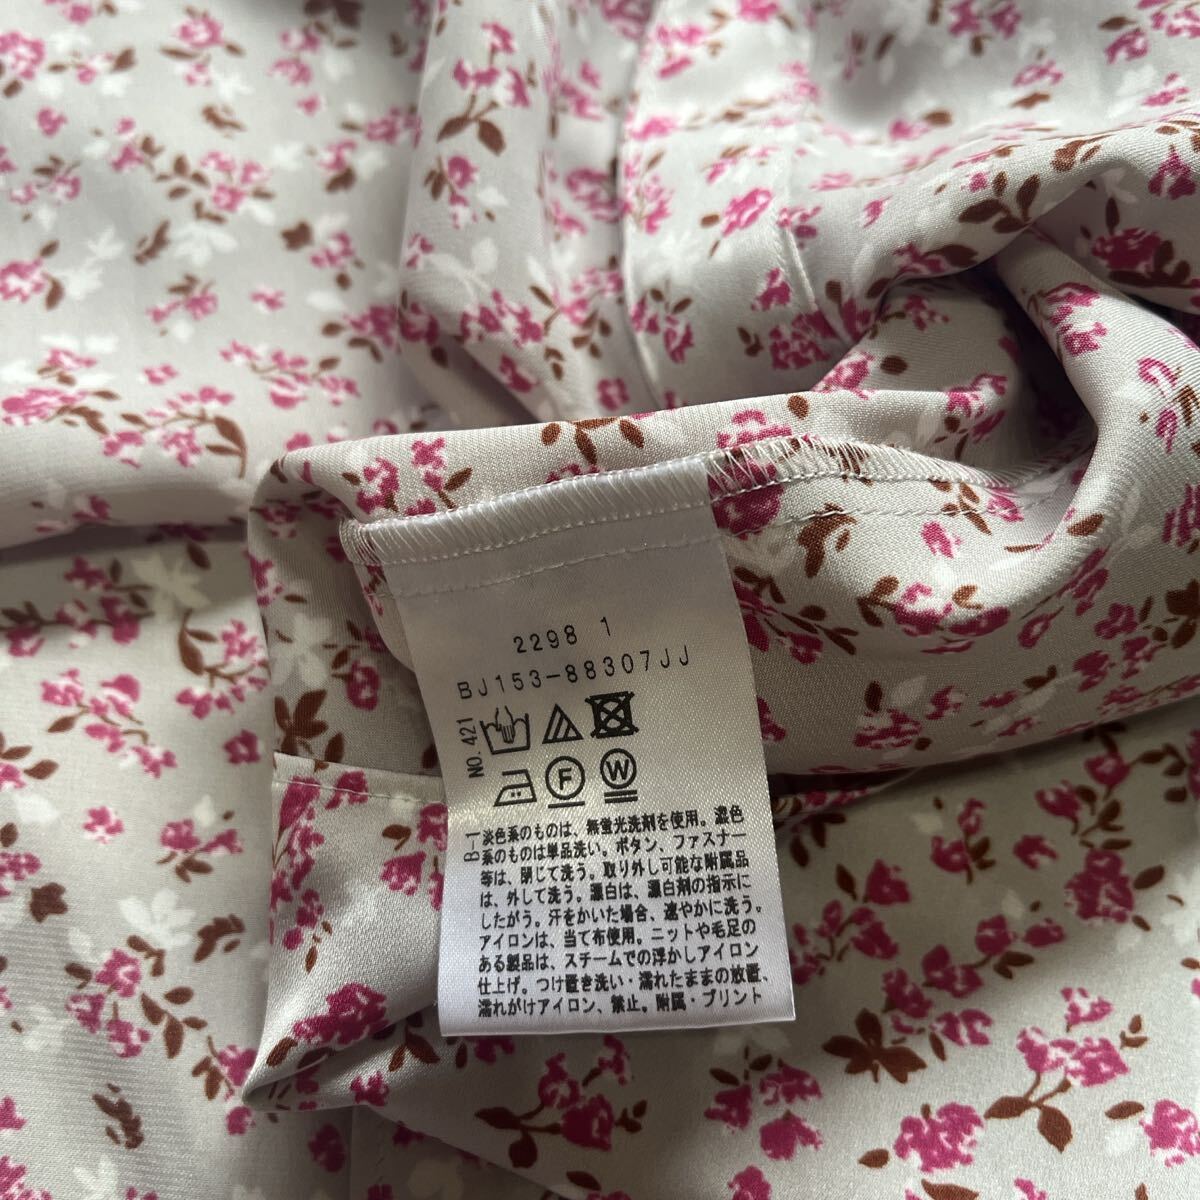 2298 1
BJ153-88307JJ
NO.421
F
W
B-1
淡色系のものは、無蛍光洗剤を使用。濃色
系のものは単品洗い。ボタン、ファスナー
等は、閉じて洗う。取り外し可能な附属品
は、外して洗う。漂白は、漂白剤の指示に
したがう。汗をかいた場合、速やかに洗う。
アイロンは、当て布使用。ニットや毛足の
ある製品は、スチームでの浮かしアイロン
仕上げ。つけ置き洗い・濡れたままの放置、
濡れがけアイロン、禁止。附属・プリント